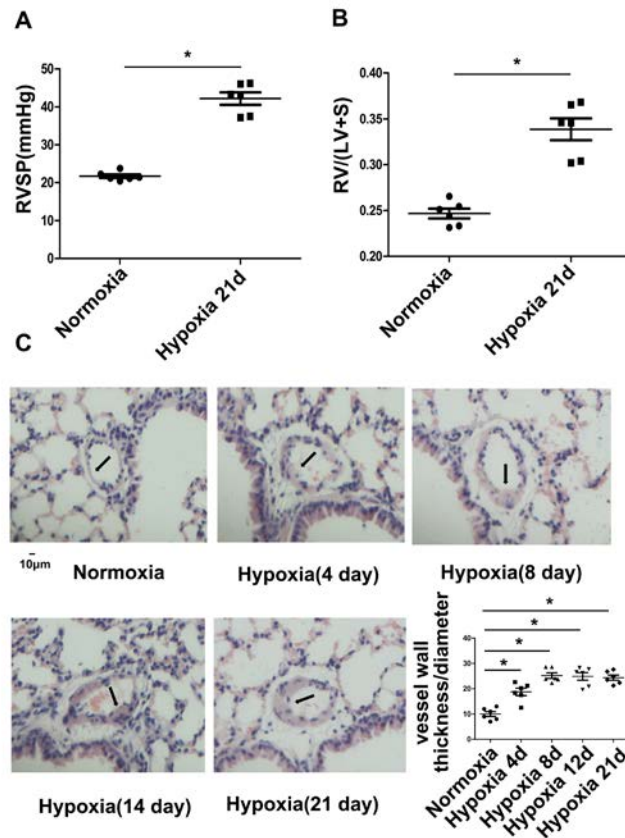 A
*
RVSP(mmHg)
50
40
30
20
10
0
Normoxia
Hypoxia 21d
B
*
RV/(LV+S)
0.40
0.35
0.30
0.25
0.20
Normoxia
Hypoxia 21d
C
10μm
Normoxia
Hypoxia(4 day)
Hypoxia(8 day)
Hypoxia(14 day)
Hypoxia(21 day)
*
*
*
*
vessel wall
thickness/diameter
40
30
20
10
Normoxia
Hypoxia 4d
Hypoxia 8d
Hypoxia 12d
Hypoxia 21d